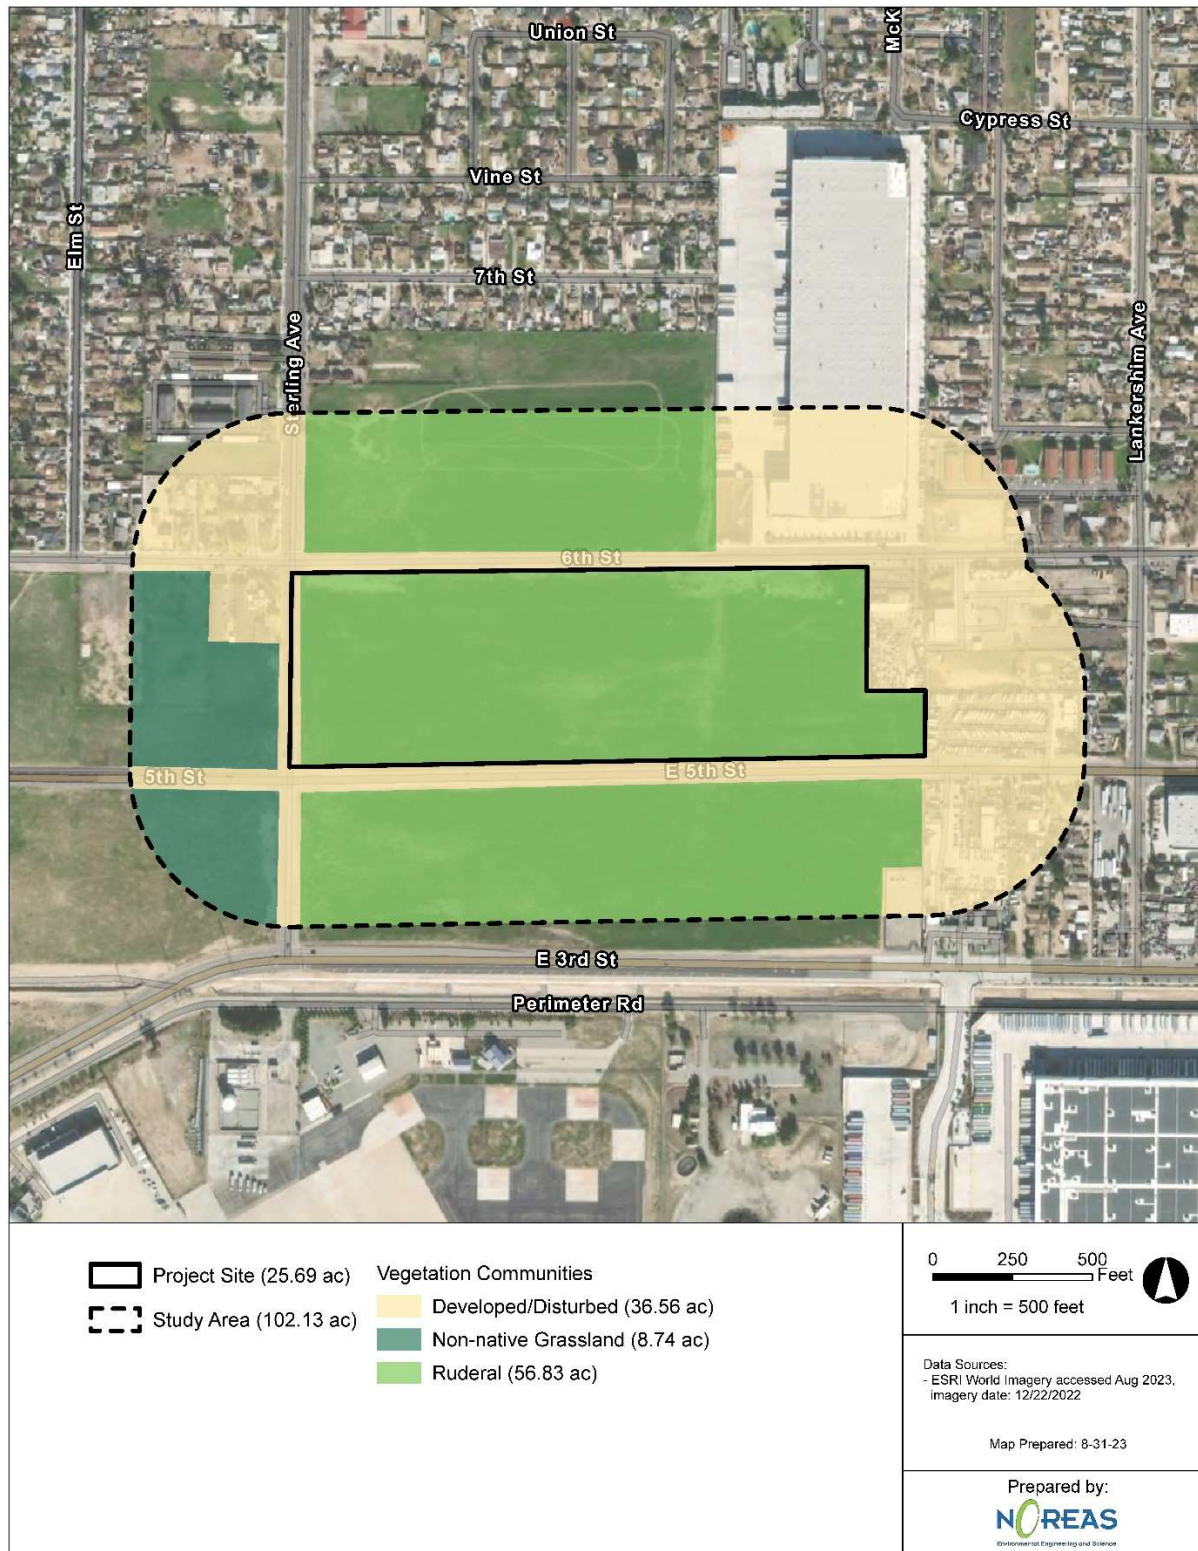 Union St
McK
Cypress St
Vine St
Elm St
7th St
Sterling Ave
Lankershim Ave
6th St
5th St
E 5th St
E 3rd St
Perimeter Rd
Project Site (25.69 ac)
Study Area (102.13 ac)
Vegetation Communities
Developed/Disturbed (36.56 ac)
Non-native Grassland (8.74 ac)
Ruderal (56.83 ac)
0 250 500
Feet
1 inch = 500 feet
Data Sources:
- ESRI World Imagery accessed Aug 2023,
imagery date: 12/22/2022
Map Prepared: 8-31-23
Prepared by:
NOREAS
Environmental Engineering and Science